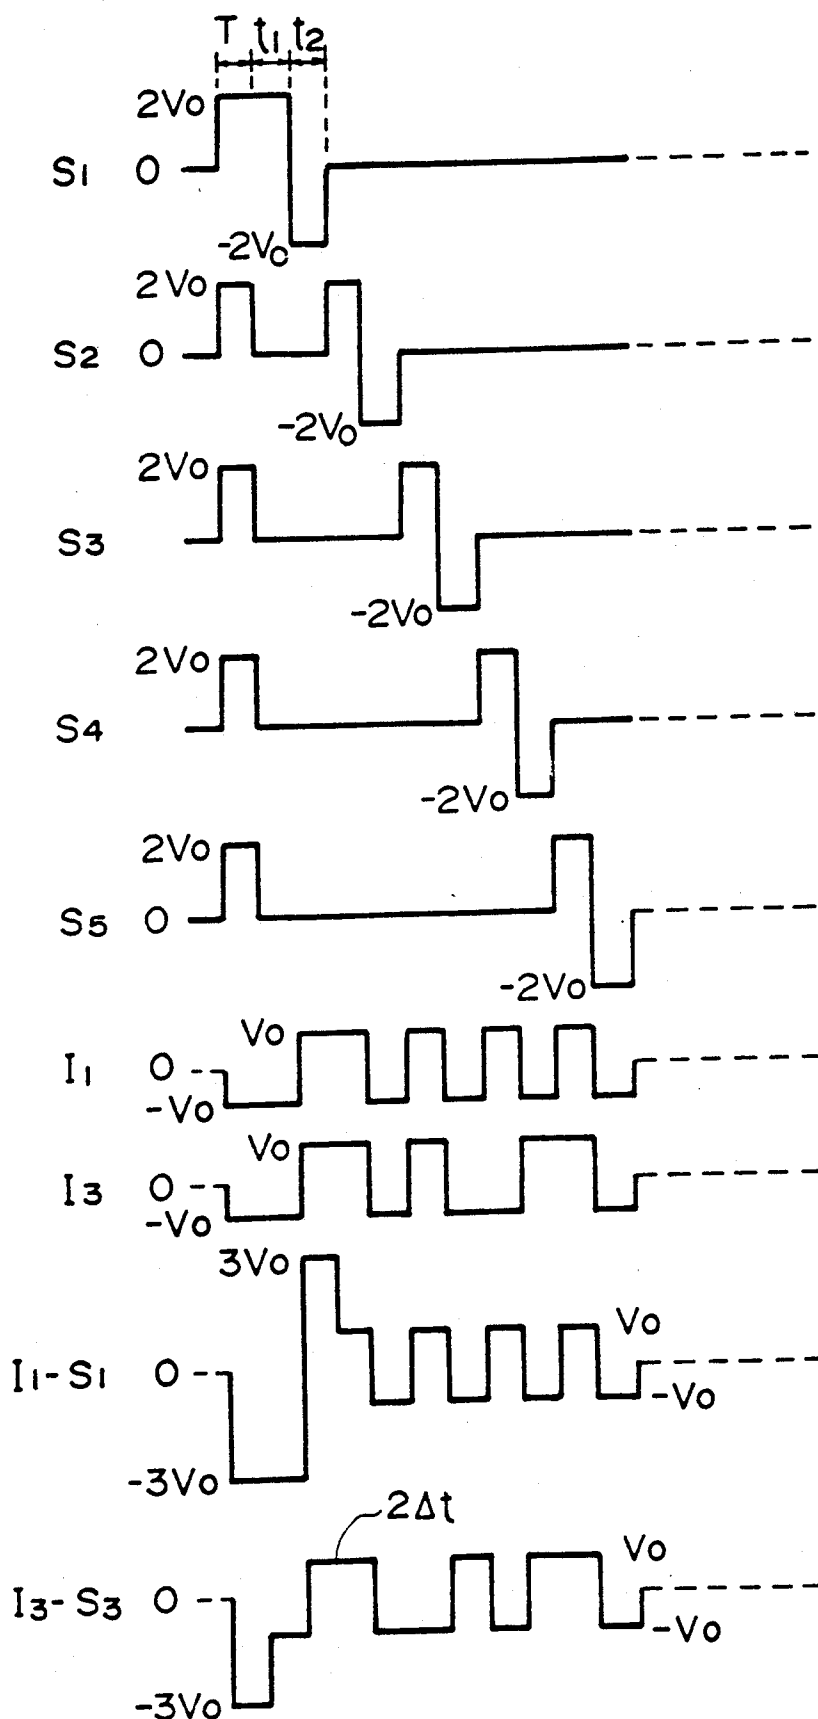 T t1 t2
2Vo
S1 0
-2Vo
2Vo
S2 0
-2Vo
2Vo
S3
-2Vo
2Vo
S4
-2Vo
2Vo
S5 0
-2Vo
Vo
I1 0
-Vo
Vo
I3 0
-Vo
3Vo
Vo
I1-S1 0
-Vo
-3Vo
2Δt
Vo
I3-S3 0
-Vo
-3Vo